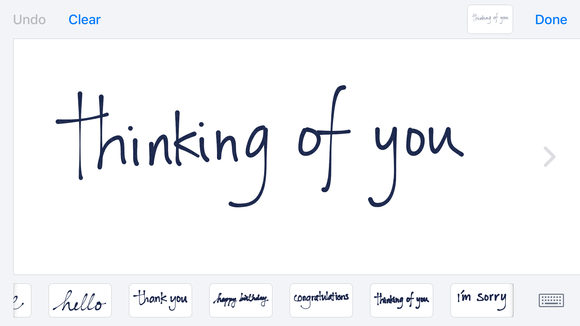 Undo Clear thinking of you Done
thinking of you
hello thank you happy birthday. congratulations thinking of you i'm sorry